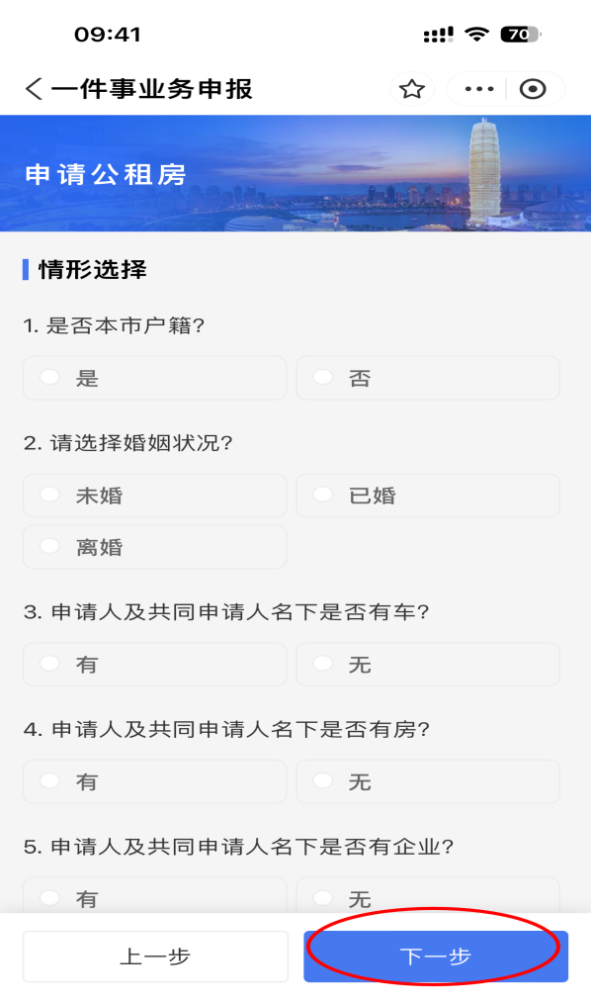 09:41
70
一件事业务申报
申请公租房
情形选择
1. 是否本市户籍?
是 否
2. 请选择婚姻状况?
未婚 已婚
离婚
3. 申请人及共同申请人名下是否有车?
有 无
4. 申请人及共同申请人名下是否有房?
有 无
5. 申请人及共同申请人名下是否有企业?
有 无
上一步 下一步